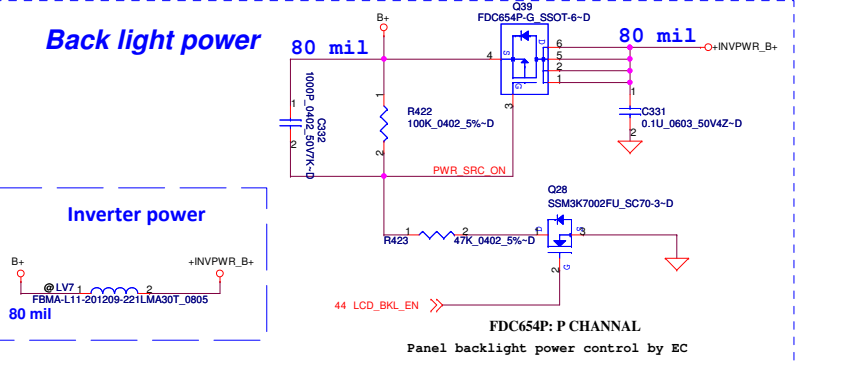 Back light power
B+
80 mil
1000P_0402_50V7K~D
C332
1
2
R422
100K_0402_5%~D
1
2
Q39
FDC654P-G_SSOT-6~D
S
D
G
4
6
5
2
1
3
80 mil
+INVPWR_B+
1
C331
0.1U_0603_50V4Z~D
2
PWR_SRC_ON
Q28
SSM3K7002FU_SC70-3~D
R423
1
2
47K_0402_5%~D
1
D
S
3
2
G
44 LCD_BKL_EN
FDC654P: P CHANNAL
Panel backlight power control by EC
Inverter power
B+
+INVPWR_B+
@ LV7
1
2
FBMA-L11-201209-221LMA30T_0805
80 mil